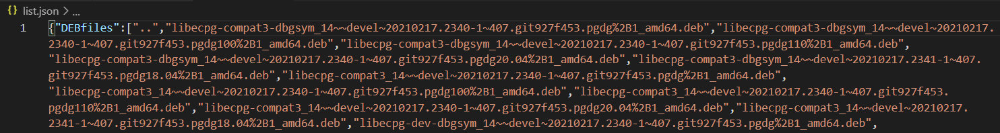 {} list.json > ...
1 {"DEBfiles":["..","libecpg-compat3-dbgsym_14~~devel~20210217.2340-1~407.git927f453.pgdg%2B1_amd64.deb","libecpg-compat3-dbgsym_14~~devel~20210217.
2340-1~407.git927f453.pgdg100%2B1_amd64.deb","libecpg-compat3-dbgsym_14~~devel~20210217.2340-1~407.git927f453.pgdg110%2B1_amd64.deb",
"libecpg-compat3-dbgsym_14~~devel~20210217.2340-1~407.git927f453.pgdg20.04%2B1_amd64.deb","libecpg-compat3-dbgsym_14~~devel~20210217.2341-1~407.
git927f453.pgdg18.04%2B1_amd64.deb","libecpg-compat3_14~~devel~20210217.2340-1~407.git927f453.pgdg%2B1_amd64.deb",
"libecpg-compat3_14~~devel~20210217.2340-1~407.git927f453.pgdg100%2B1_amd64.deb","libecpg-compat3_14~~devel~20210217.2340-1~407.git927f453.
pgdg110%2B1_amd64.deb","libecpg-compat3_14~~devel~20210217.2340-1~407.git927f453.pgdg20.04%2B1_amd64.deb","libecpg-compat3_14~~devel~20210217.
2341-1~407.git927f453.pgdg18.04%2B1_amd64.deb","libecpg-dev-dbgsym_14~~devel~20210217.2340-1~407.git927f453.pgdg%2B1_amd64.deb",